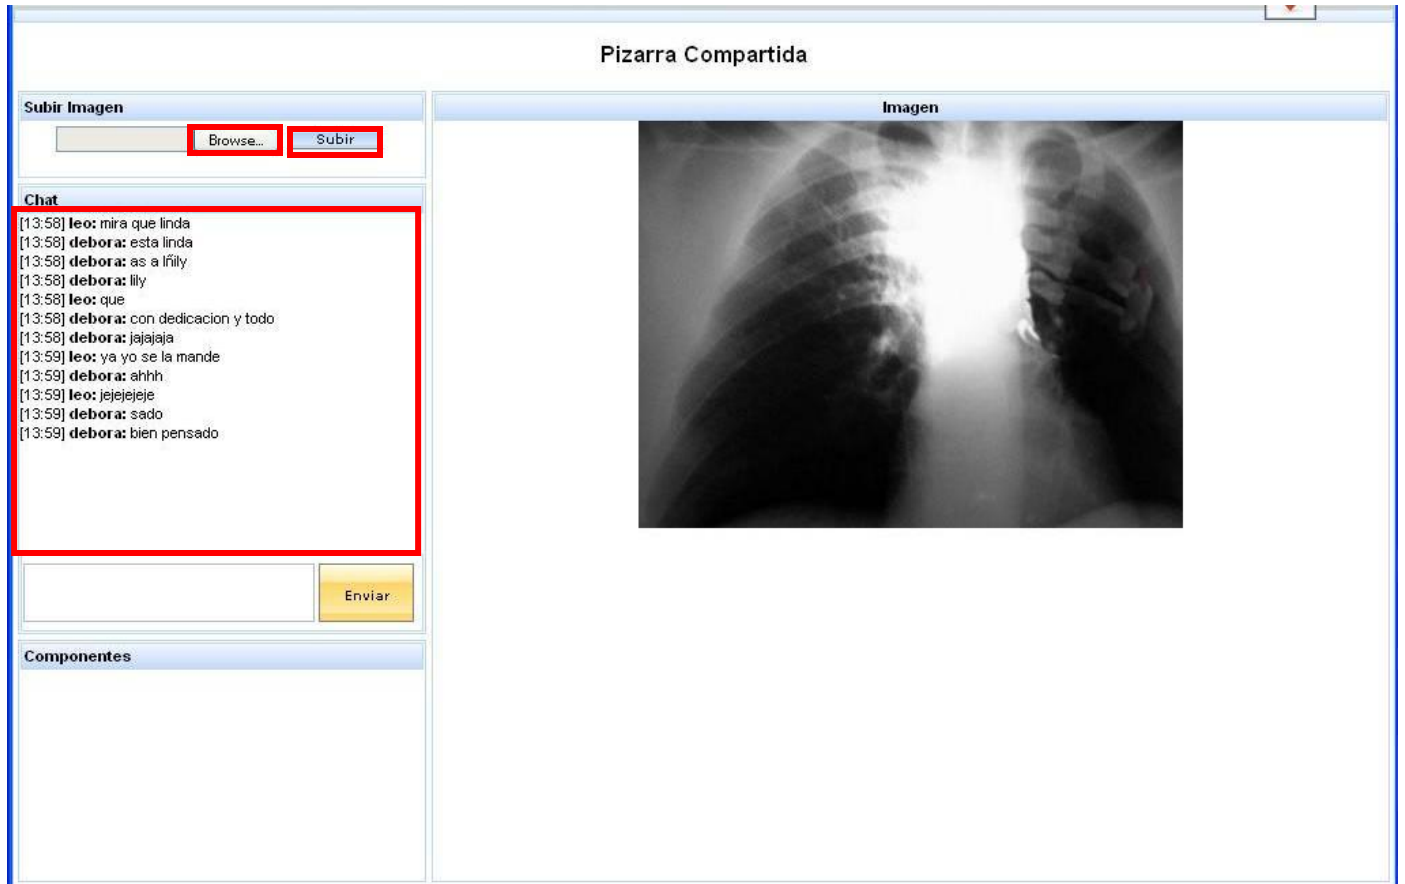 Pizarra Compartida
Subir Imagen
Browse...
Subir
Chat
[13:58] leo: mira que linda
[13:58] debora: esta linda
[13:58] debora: as a lñily
[13:58] debora: lily
[13:58] leo: que
[13:58] debora: con dedicacion y todo
[13:58] debora: jajajaja
[13:59] leo: ya yo se la mande
[13:59] debora: ahhh
[13:59] leo: jejejejeje
[13:59] debora: sado
[13:59] debora: bien pensado
Enviar
Componentes
Imagen